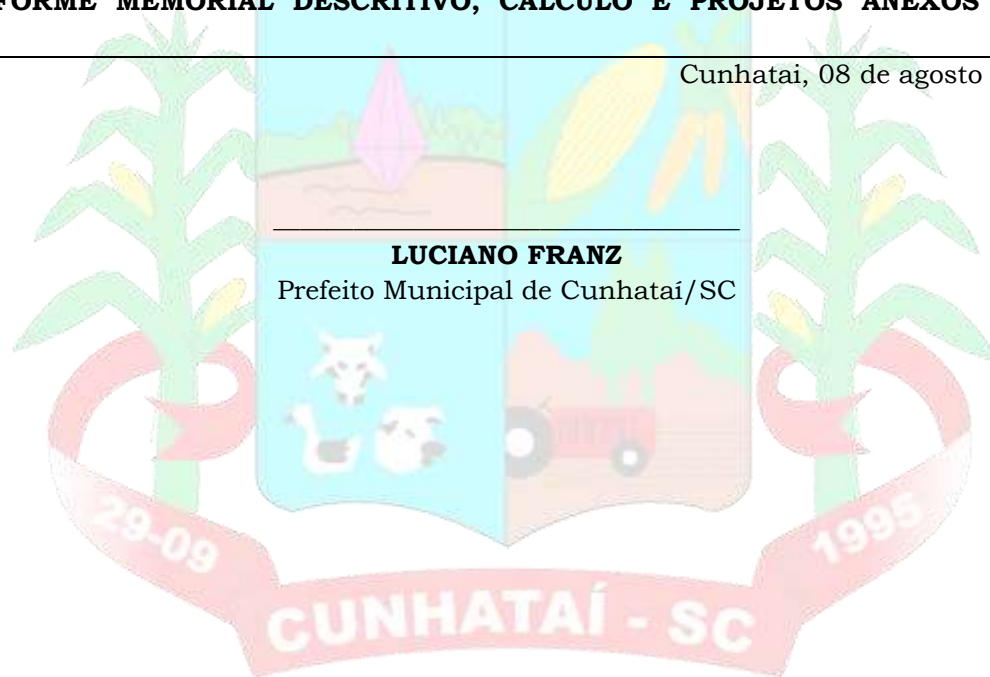 FORME MEMORIAL DESCRITIVO, CÁLCULO E PROJETOS ANEXOS
Cunhatai, 08 de agosto
LUCIANO FRANZ
Prefeito Municipal de Cunhataí/SC
29-09
1995
CUNHATAÍ - SC